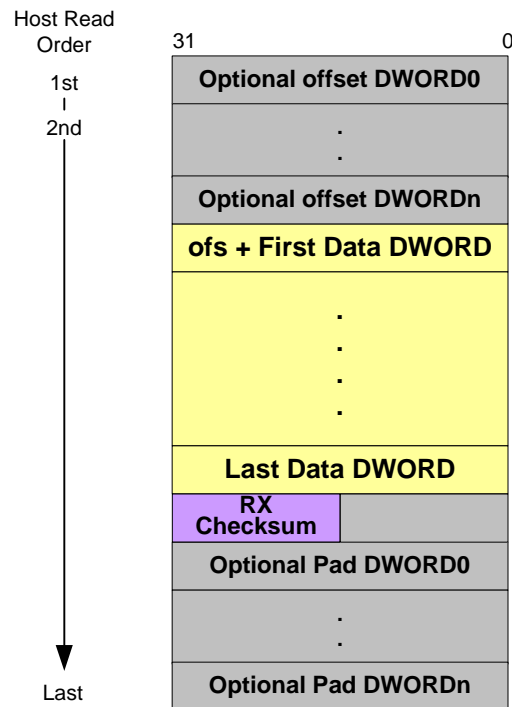 Host Read
Order
31 0
1st
2nd
Optional offset DWORD0
.
.
Optional offset DWORDn
ofs + First Data DWORD
.
.
.
.
Last Data DWORD
RX
Checksum
Optional Pad DWORD0
.
.
Optional Pad DWORDn
Last